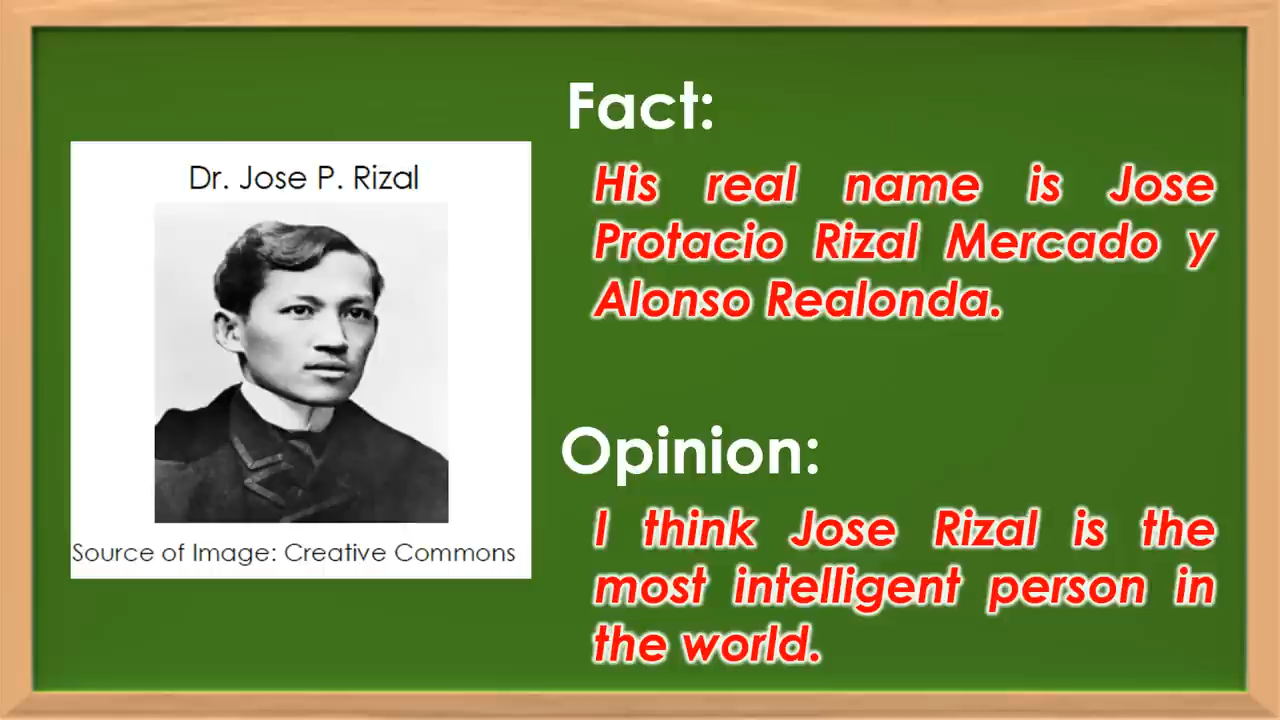 Dr. Jose P. Rizal
Source of Image: Creative Commons
Fact:
His real name is Jose
Protacio Rizal Mercado y
Alonso Realonda.
Opinion:
I think Jose Rizal is the
most intelligent person in
the world.